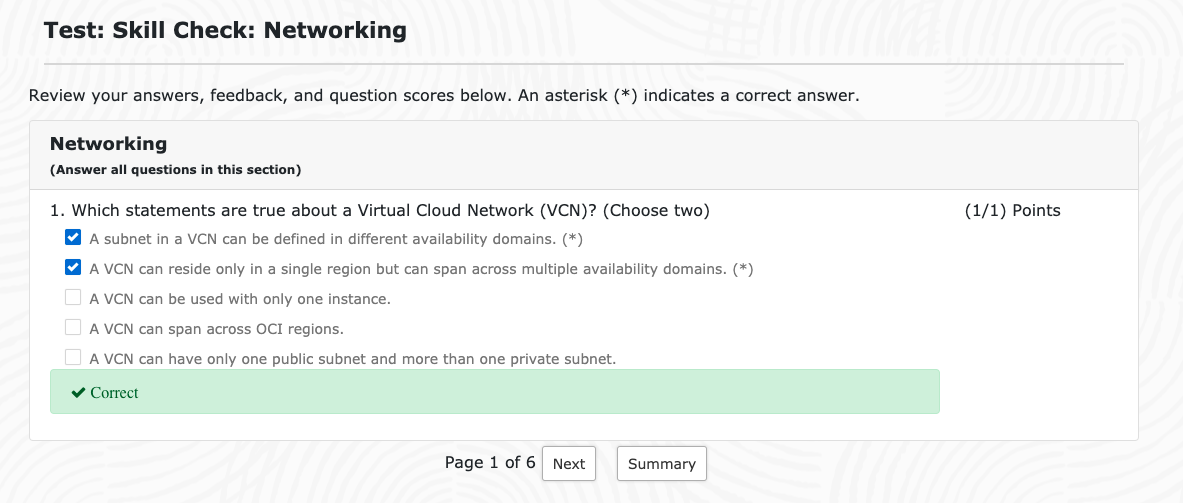 Test: Skill Check: Networking
Review your answers, feedback, and question scores below. An asterisk (*) indicates a correct answer.
Networking
(Answer all questions in this section)
1. Which statements are true about a Virtual Cloud Network (VCN)? (Choose two) (1/1) Points
A subnet in a VCN can be defined in different availability domains. (*)
A VCN can reside only in a single region but can span across multiple availability domains. (*)
A VCN can be used with only one instance.
A VCN can span across OCI regions.
A VCN can have only one public subnet and more than one private subnet.
Correct
Page 1 of 6 Next Summary